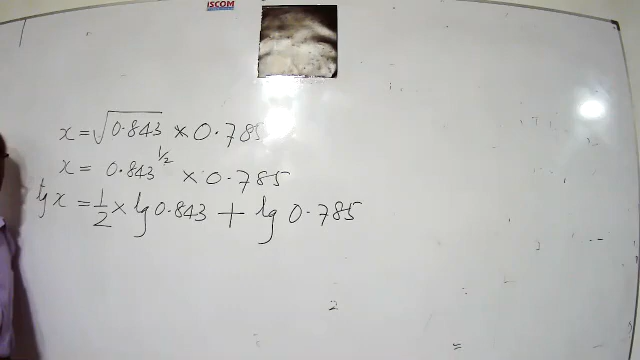 ISCOM
x = √0.843 × 0.785
x = 0.843^1/2 × 0.785
lg x = 1/2 × lg 0.843 + lg 0.785
2
=